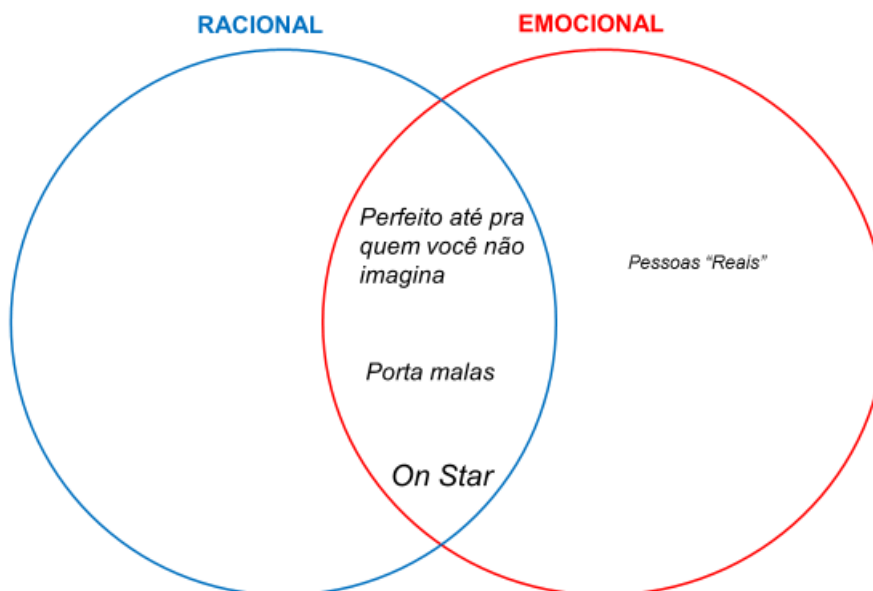 RACIONAL
EMOCIONAL
Perfeito até pra
quem você não
imagina
Pessoas “Reais”
Porta malas
On Star